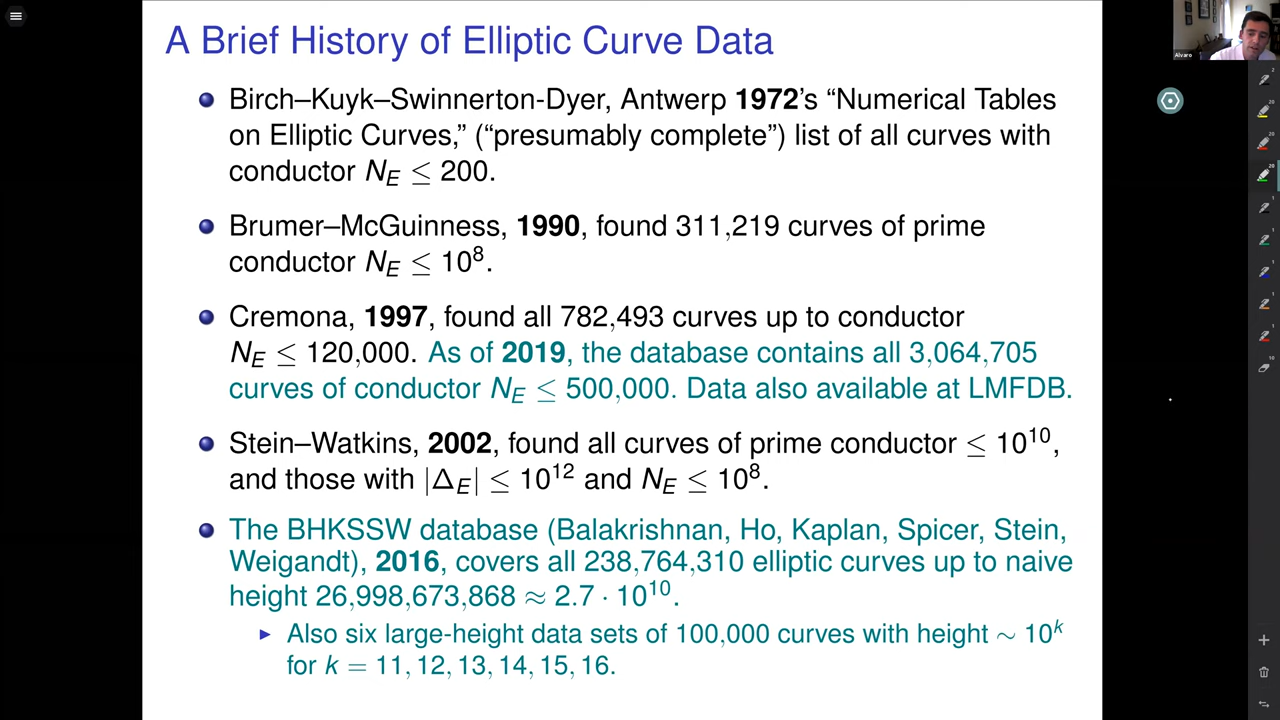 A Brief History of Elliptic Curve Data
Birch–Kuyk–Swinnerton-Dyer, Antwerp 1972's “Numerical Tables
on Elliptic Curves,” (“presumably complete”) list of all curves with
conductor N_E ≤ 200.
Brumer–McGuinness, 1990, found 311,219 curves of prime
conductor N_E ≤ 10^8.
Cremona, 1997, found all 782,493 curves up to conductor
N_E ≤ 120,000. As of 2019, the database contains all 3,064,705
curves of conductor N_E ≤ 500,000. Data also available at LMFDB.
Stein–Watkins, 2002, found all curves of prime conductor ≤ 10^10,
and those with |Δ_E| ≤ 10^12 and N_E ≤ 10^8.
The BHKSSW database (Balakrishnan, Ho, Kaplan, Spicer, Stein,
Weigandt), 2016, covers all 238,764,310 elliptic curves up to naive
height 26,998,673,868 ≈ 2.7 · 10^10.
Also six large-height data sets of 100,000 curves with height ∼ 10^k
for k = 11, 12, 13, 14, 15, 16.
Alvaro